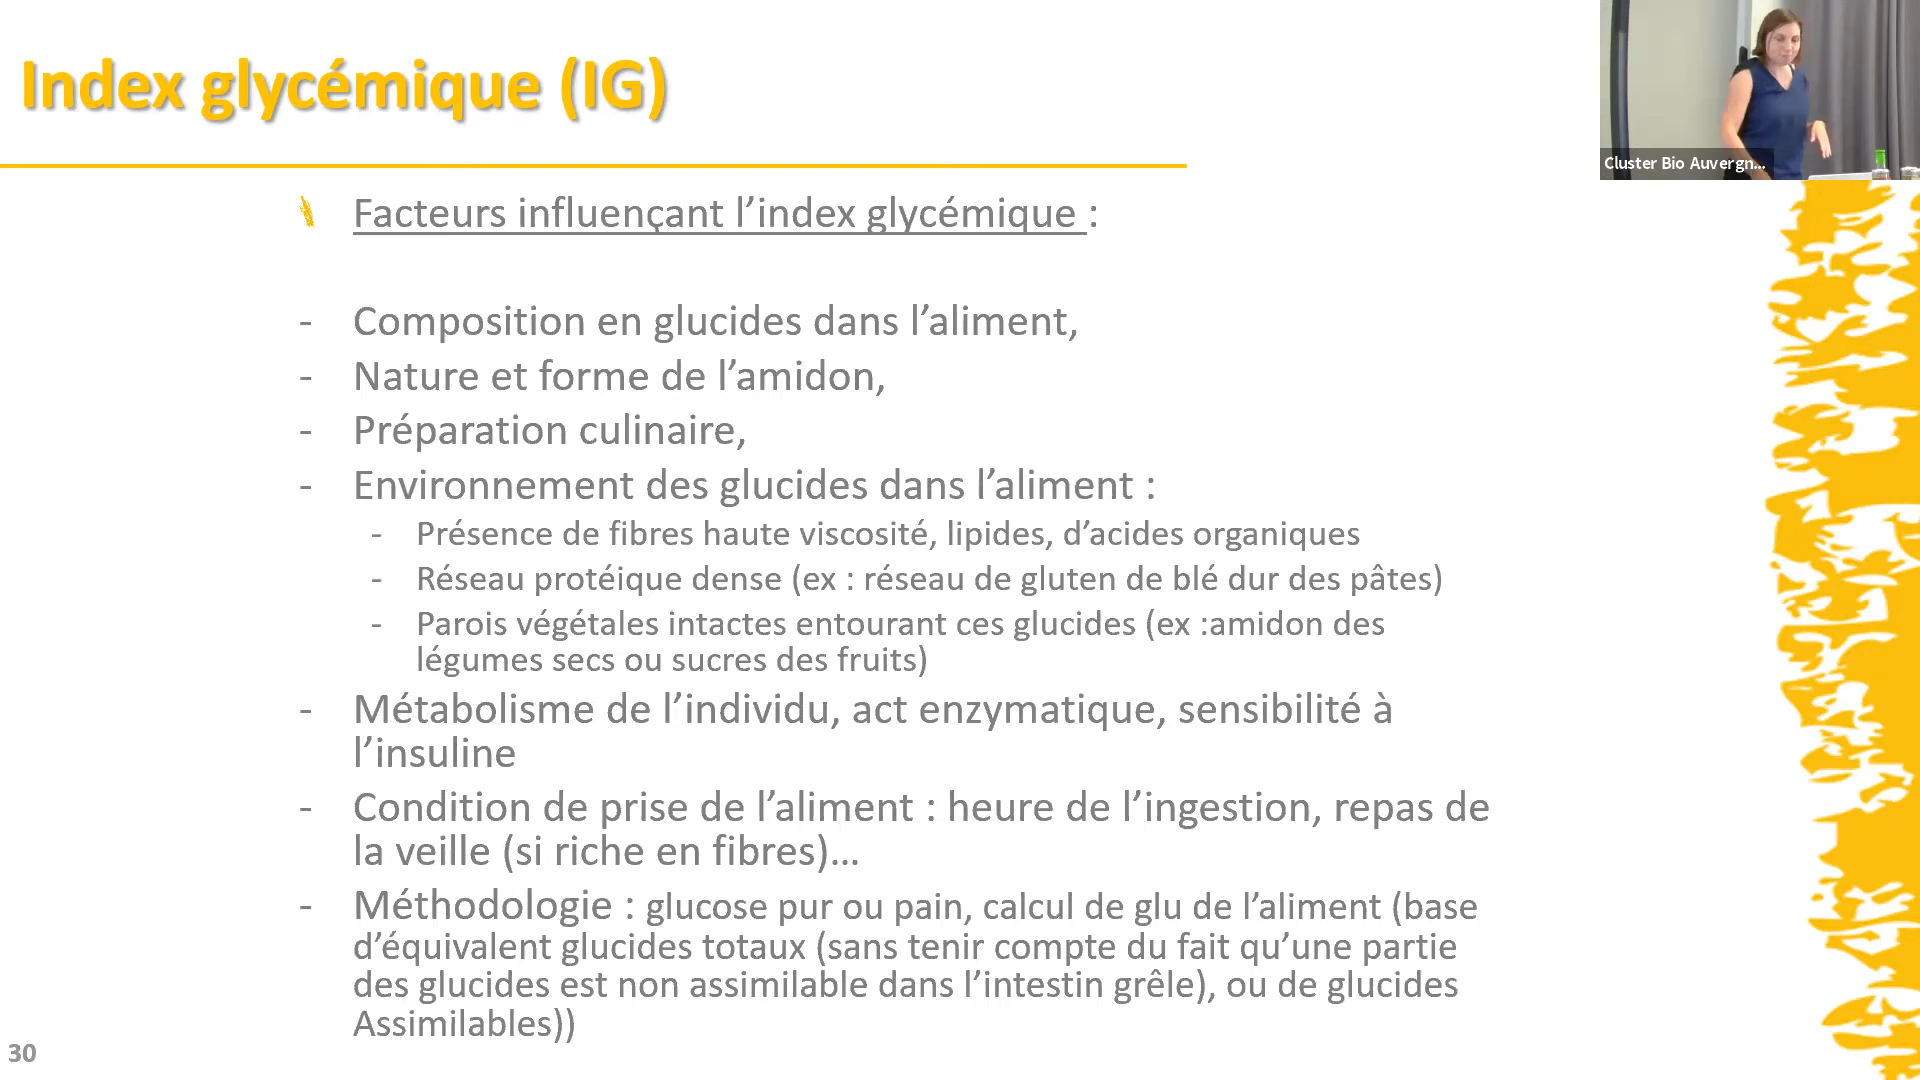 Index glycémique (IG)
Cluster Bio Auvergn...
Facteurs influençant l’index glycémique :
- Composition en glucides dans l’aliment,
- Nature et forme de l’amidon,
- Préparation culinaire,
- Environnement des glucides dans l’aliment :
- Présence de fibres haute viscosité, lipides, d’acides organiques
- Réseau protéique dense (ex : réseau de gluten de blé dur des pâtes)
- Parois végétales intactes entourant ces glucides (ex :amidon des
légumes secs ou sucres des fruits)
- Métabolisme de l’individu, act enzymatique, sensibilité à
l’insuline
- Condition de prise de l’aliment : heure de l’ingestion, repas de
la veille (si riche en fibres)…
- Méthodologie : glucose pur ou pain, calcul de glu de l’aliment (base
d’équivalent glucides totaux (sans tenir compte du fait qu’une partie
des glucides est non assimilable dans l’intestin grêle), ou de glucides
Assimilables))
30